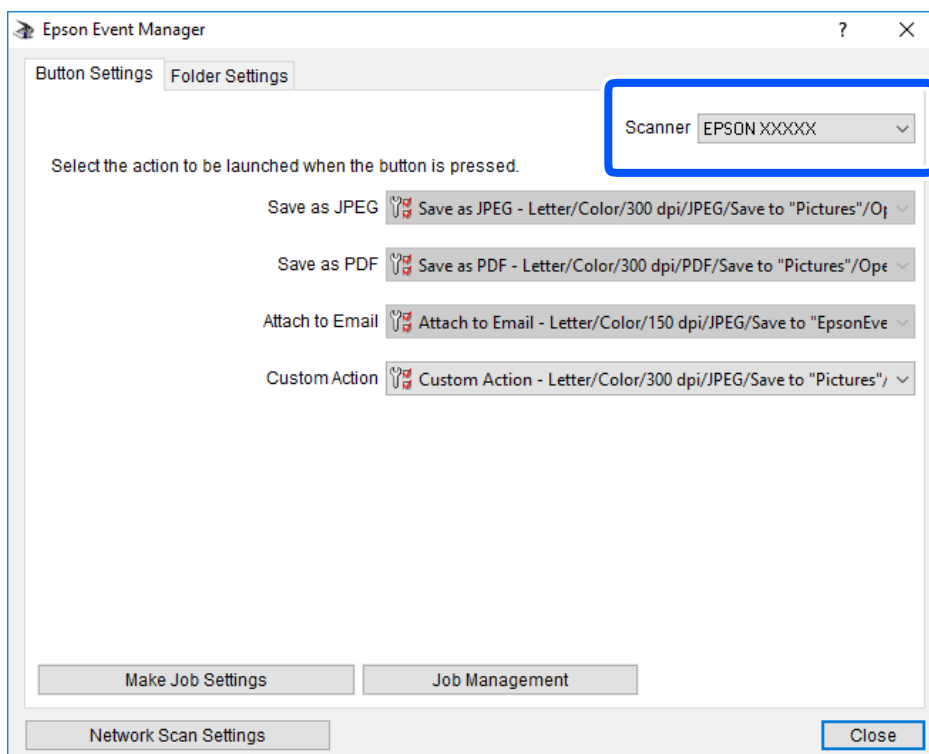 Epson Event Manager
Button Settings Folder Settings
Scanner EPSON XXXXX
Select the action to be launched when the button is pressed.
Save as JPEG Save as JPEG - Letter/Color/300 dpi/JPEG/Save to "Pictures"/
Save as PDF Save as PDF - Letter/Color/300 dpi/PDF/Save to "Pictures"/Ope
Attach to Email Attach to Email - Letter/Color/150 dpi/JPEG/Save to "EpsonEve
Custom Action Custom Action - Letter/Color/300 dpi/JPEG/Save to "Pictures"/
Make Job Settings Job Management
Network Scan Settings Close